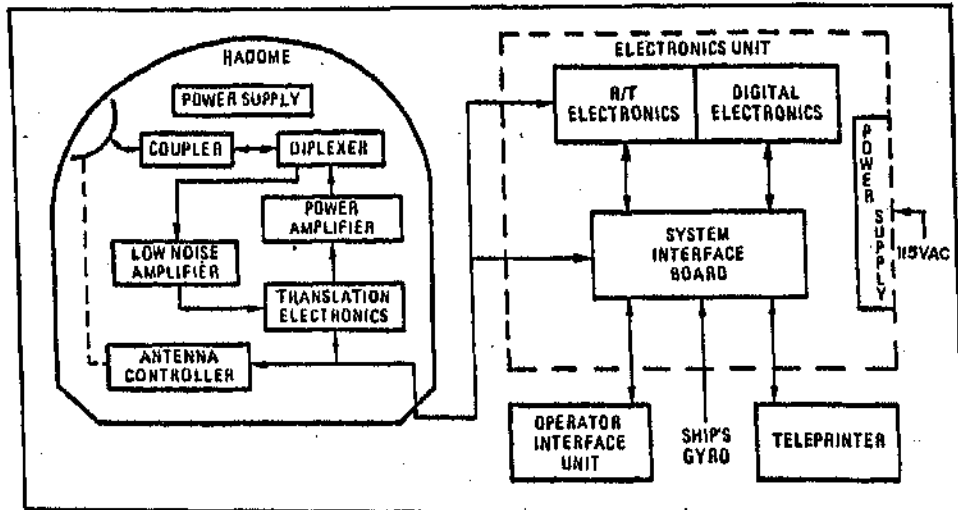 HADOME
POWER SUPPLY
COUPLER
DIPLEXER
POWER
AMPLIFIER
LOW NOISE
AMPLIFIER
TRANSLATION
ELECTRONICS
ANTENNA
CONTROLLER
ELECTRONICS UNIT
R/T
ELECTRONICS
DIGITAL
ELECTRONICS
POWER SUPPLY
115VAC
SYSTEM
INTERFACE
BOARD
OPERATOR
INTERFACE
UNIT
SHIP'S
GYRO
TELEPRINTER